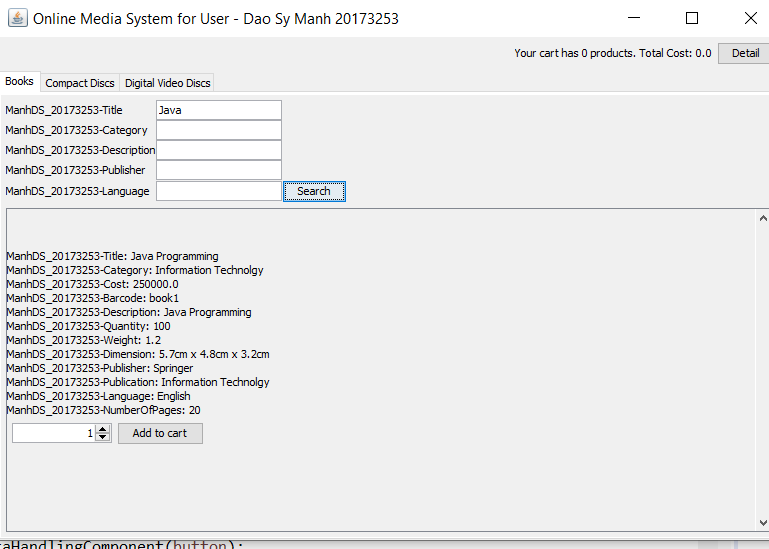 Online Media System for User - Dao Sy Manh 20173253
Your cart has 0 products. Total Cost: 0.0 Detail
Books Compact Discs Digital Video Discs
ManhDS_20173253-Title Java
ManhDS_20173253-Category
ManhDS_20173253-Description
ManhDS_20173253-Publisher
ManhDS_20173253-Language Search
ManhDS_20173253-Title: Java Programming
ManhDS_20173253-Category: Information Technolgy
ManhDS_20173253-Cost: 250000.0
ManhDS_20173253-Barcode: book1
ManhDS_20173253-Description: Java Programming
ManhDS_20173253-Quantity: 100
ManhDS_20173253-Weight: 1.2
ManhDS_20173253-Dimension: 5.7cm x 4.8cm x 3.2cm
ManhDS_20173253-Publisher: Springer
ManhDS_20173253-Publication: Information Technolgy
ManhDS_20173253-Language: English
ManhDS_20173253-NumberOfPages: 20
1 Add to cart
taHandlingComponent(button);